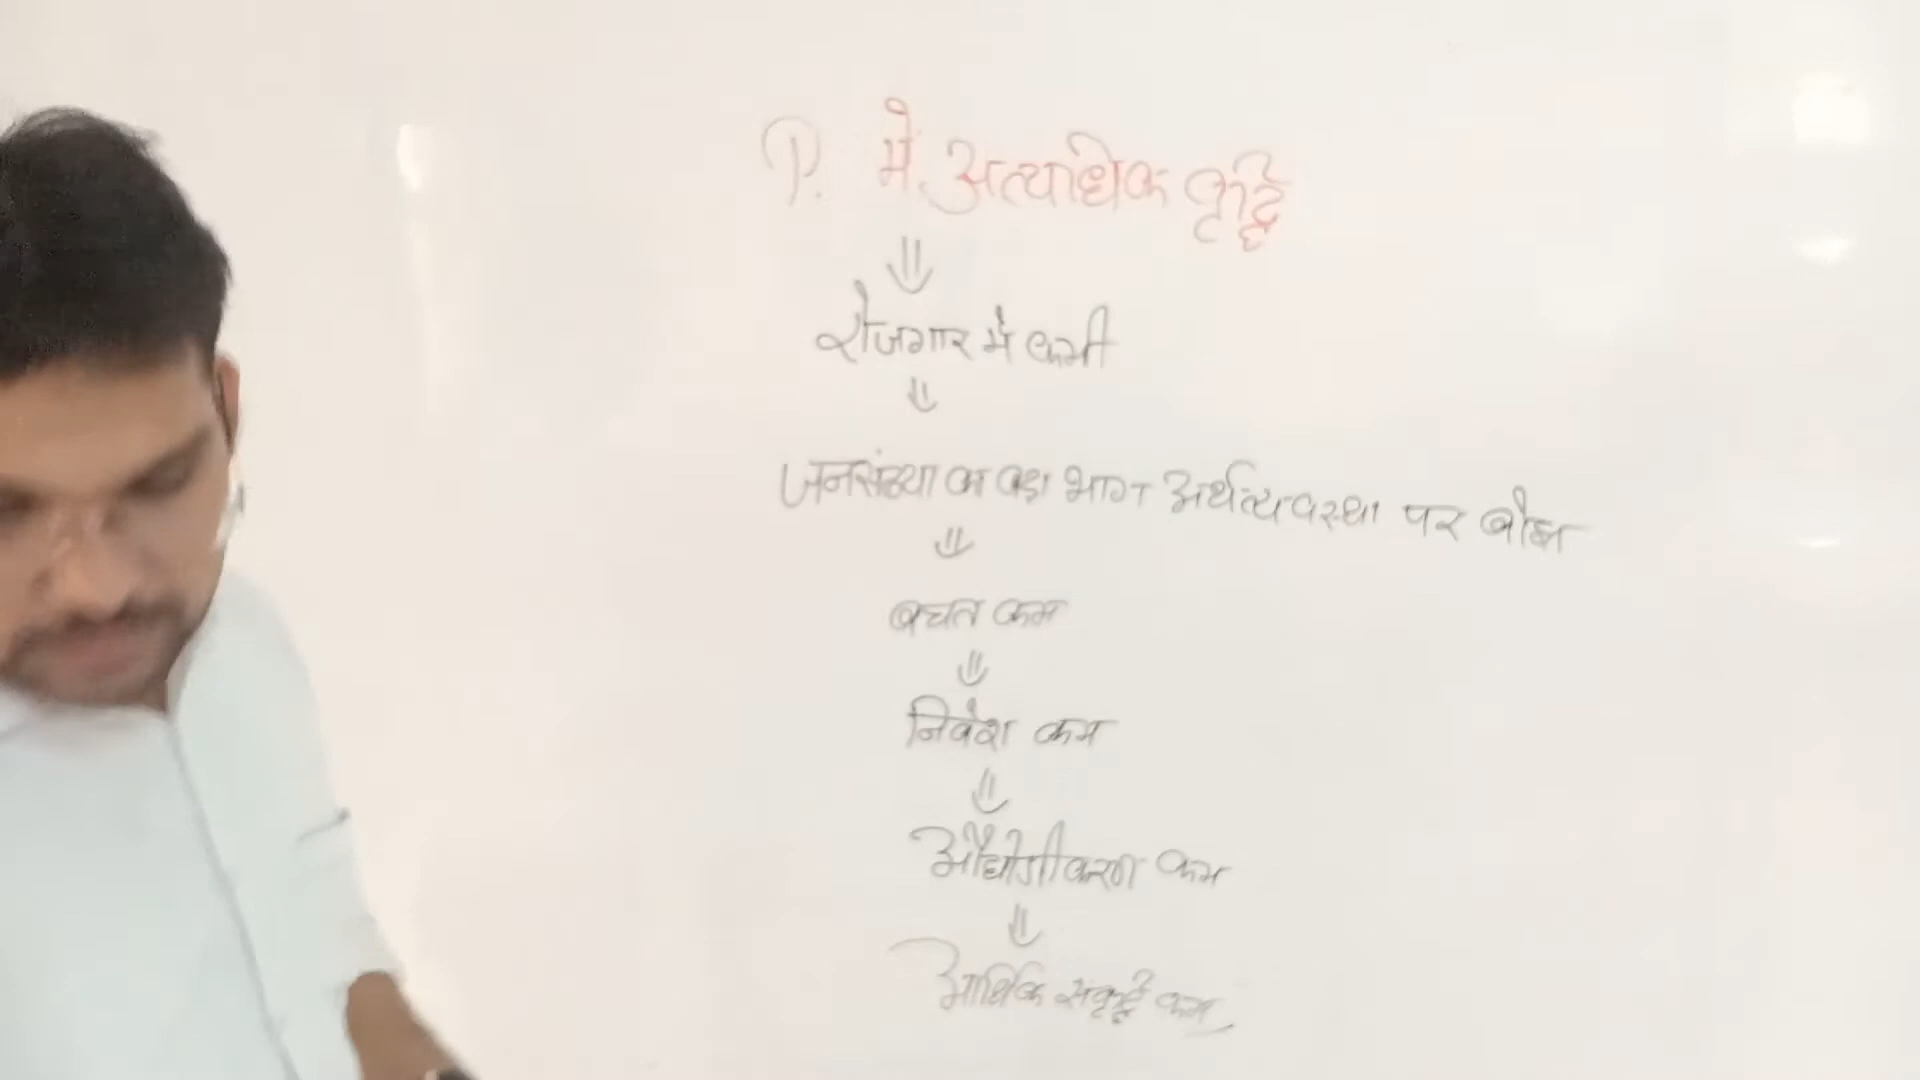 P. में अत्याधिक वृद्धि
रोजगार में कमी
जनसंख्या का बड़ा भाग अर्थव्यवस्था पर बोझ
बचत कम
निवेश कम
औद्योगीकरण कम
आर्थिक संवृद्धि कम